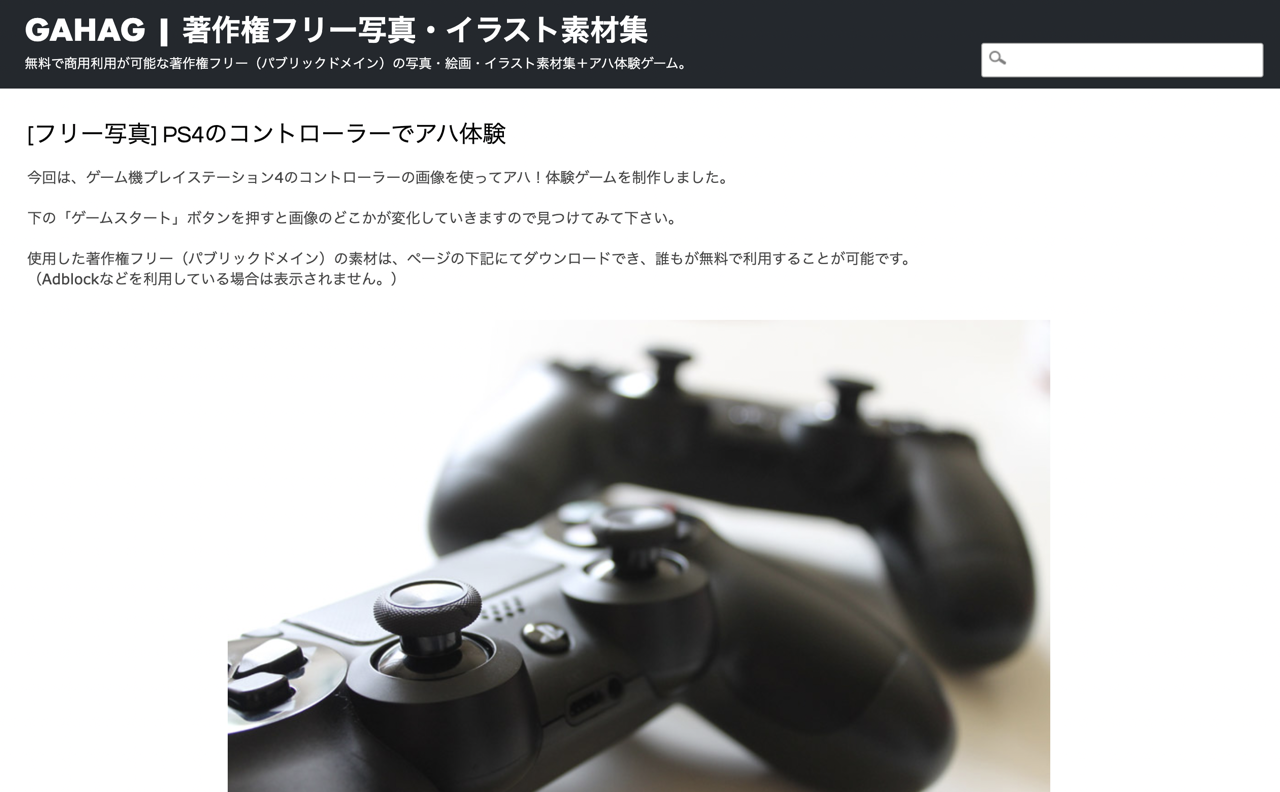 GAHAG | 著作権フリー写真・イラスト素材集
無料で商用利用が可能な著作権フリー（パブリックドメイン）の写真・絵画・イラスト素材集＋アハ体験ゲーム。
[フリー写真] PS4のコントローラーでアハ体験
今回は、ゲーム機プレイステーション4のコントローラーの画像を使ってアハ！体験ゲームを制作しました。
下の「ゲームスタート」ボタンを押すと画像のどこかが変化していきますので見つけてみて下さい。
使用した著作権フリー（パブリックドメイン）の素材は、ページの下記にてダウンロードでき、誰もが無料で利用することが可能です。
（Adblockなどを利用している場合は表示されません。）